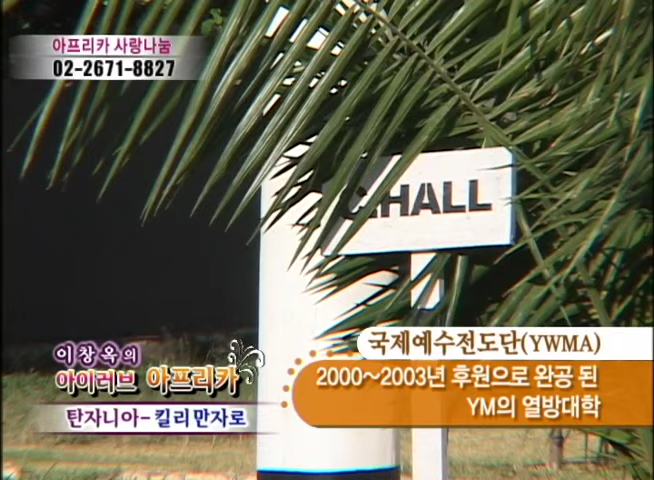 아프리카 사랑나눔
02-2671-8827
HALL
이창옥의
아이러브 아프리카
탄자니아-킬리만자로
국제예수전도단(YWMA)
2000~2003년 후원으로 완공 된
YM의 열방대학